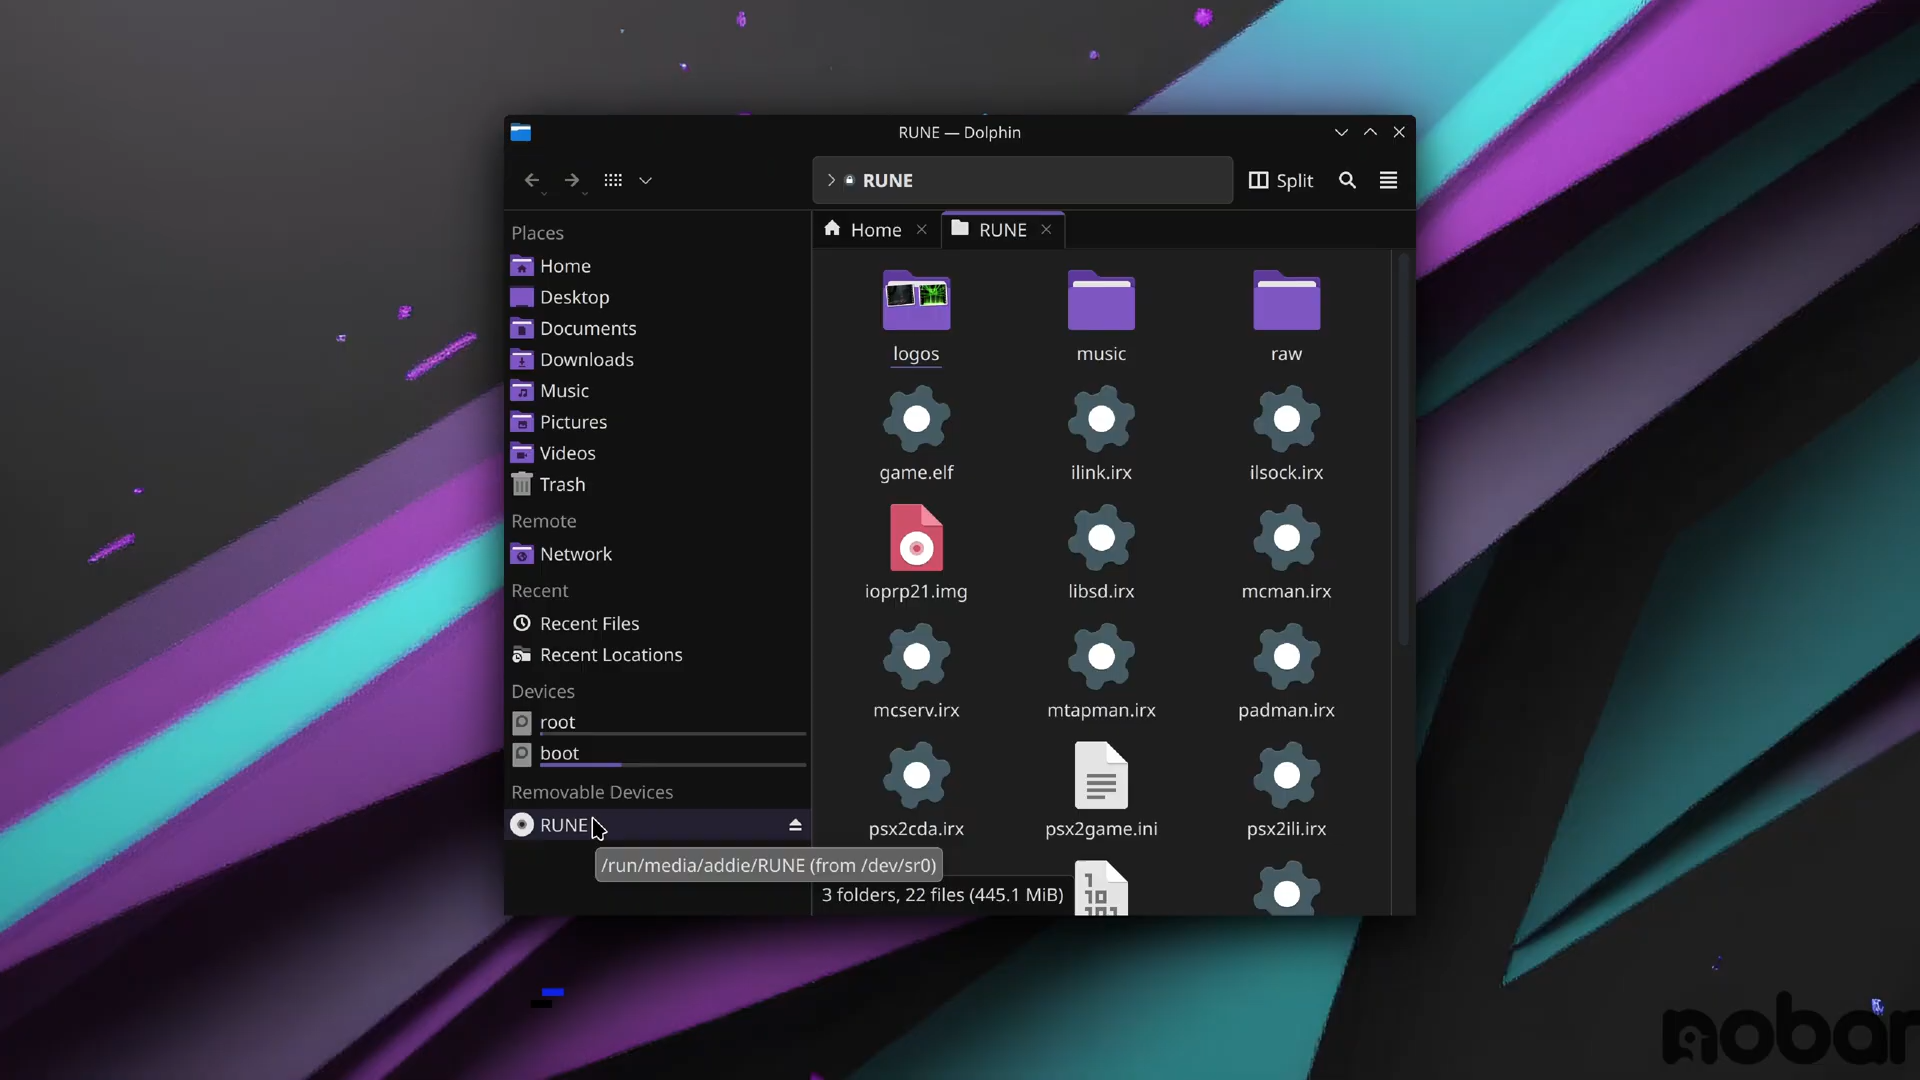 RUNE — Dolphin
RUNE
Split
Home
RUNE
Places
Home
Desktop
Documents
Downloads
Music
Pictures
Videos
Trash
Remote
Network
Recent
Recent Files
Recent Locations
Devices
root
boot
Removable Devices
RUNE
/run/media/addie/RUNE (from /dev/sr0)
logos
music
raw
game.elf
ilink.irx
ilsock.irx
ioprp21.img
libsd.irx
mcman.irx
mcserv.irx
mtapman.irx
padman.irx
psx2cda.irx
psx2game.ini
psx2ili.irx
3 folders, 22 files (445.1 MiB)
nobar